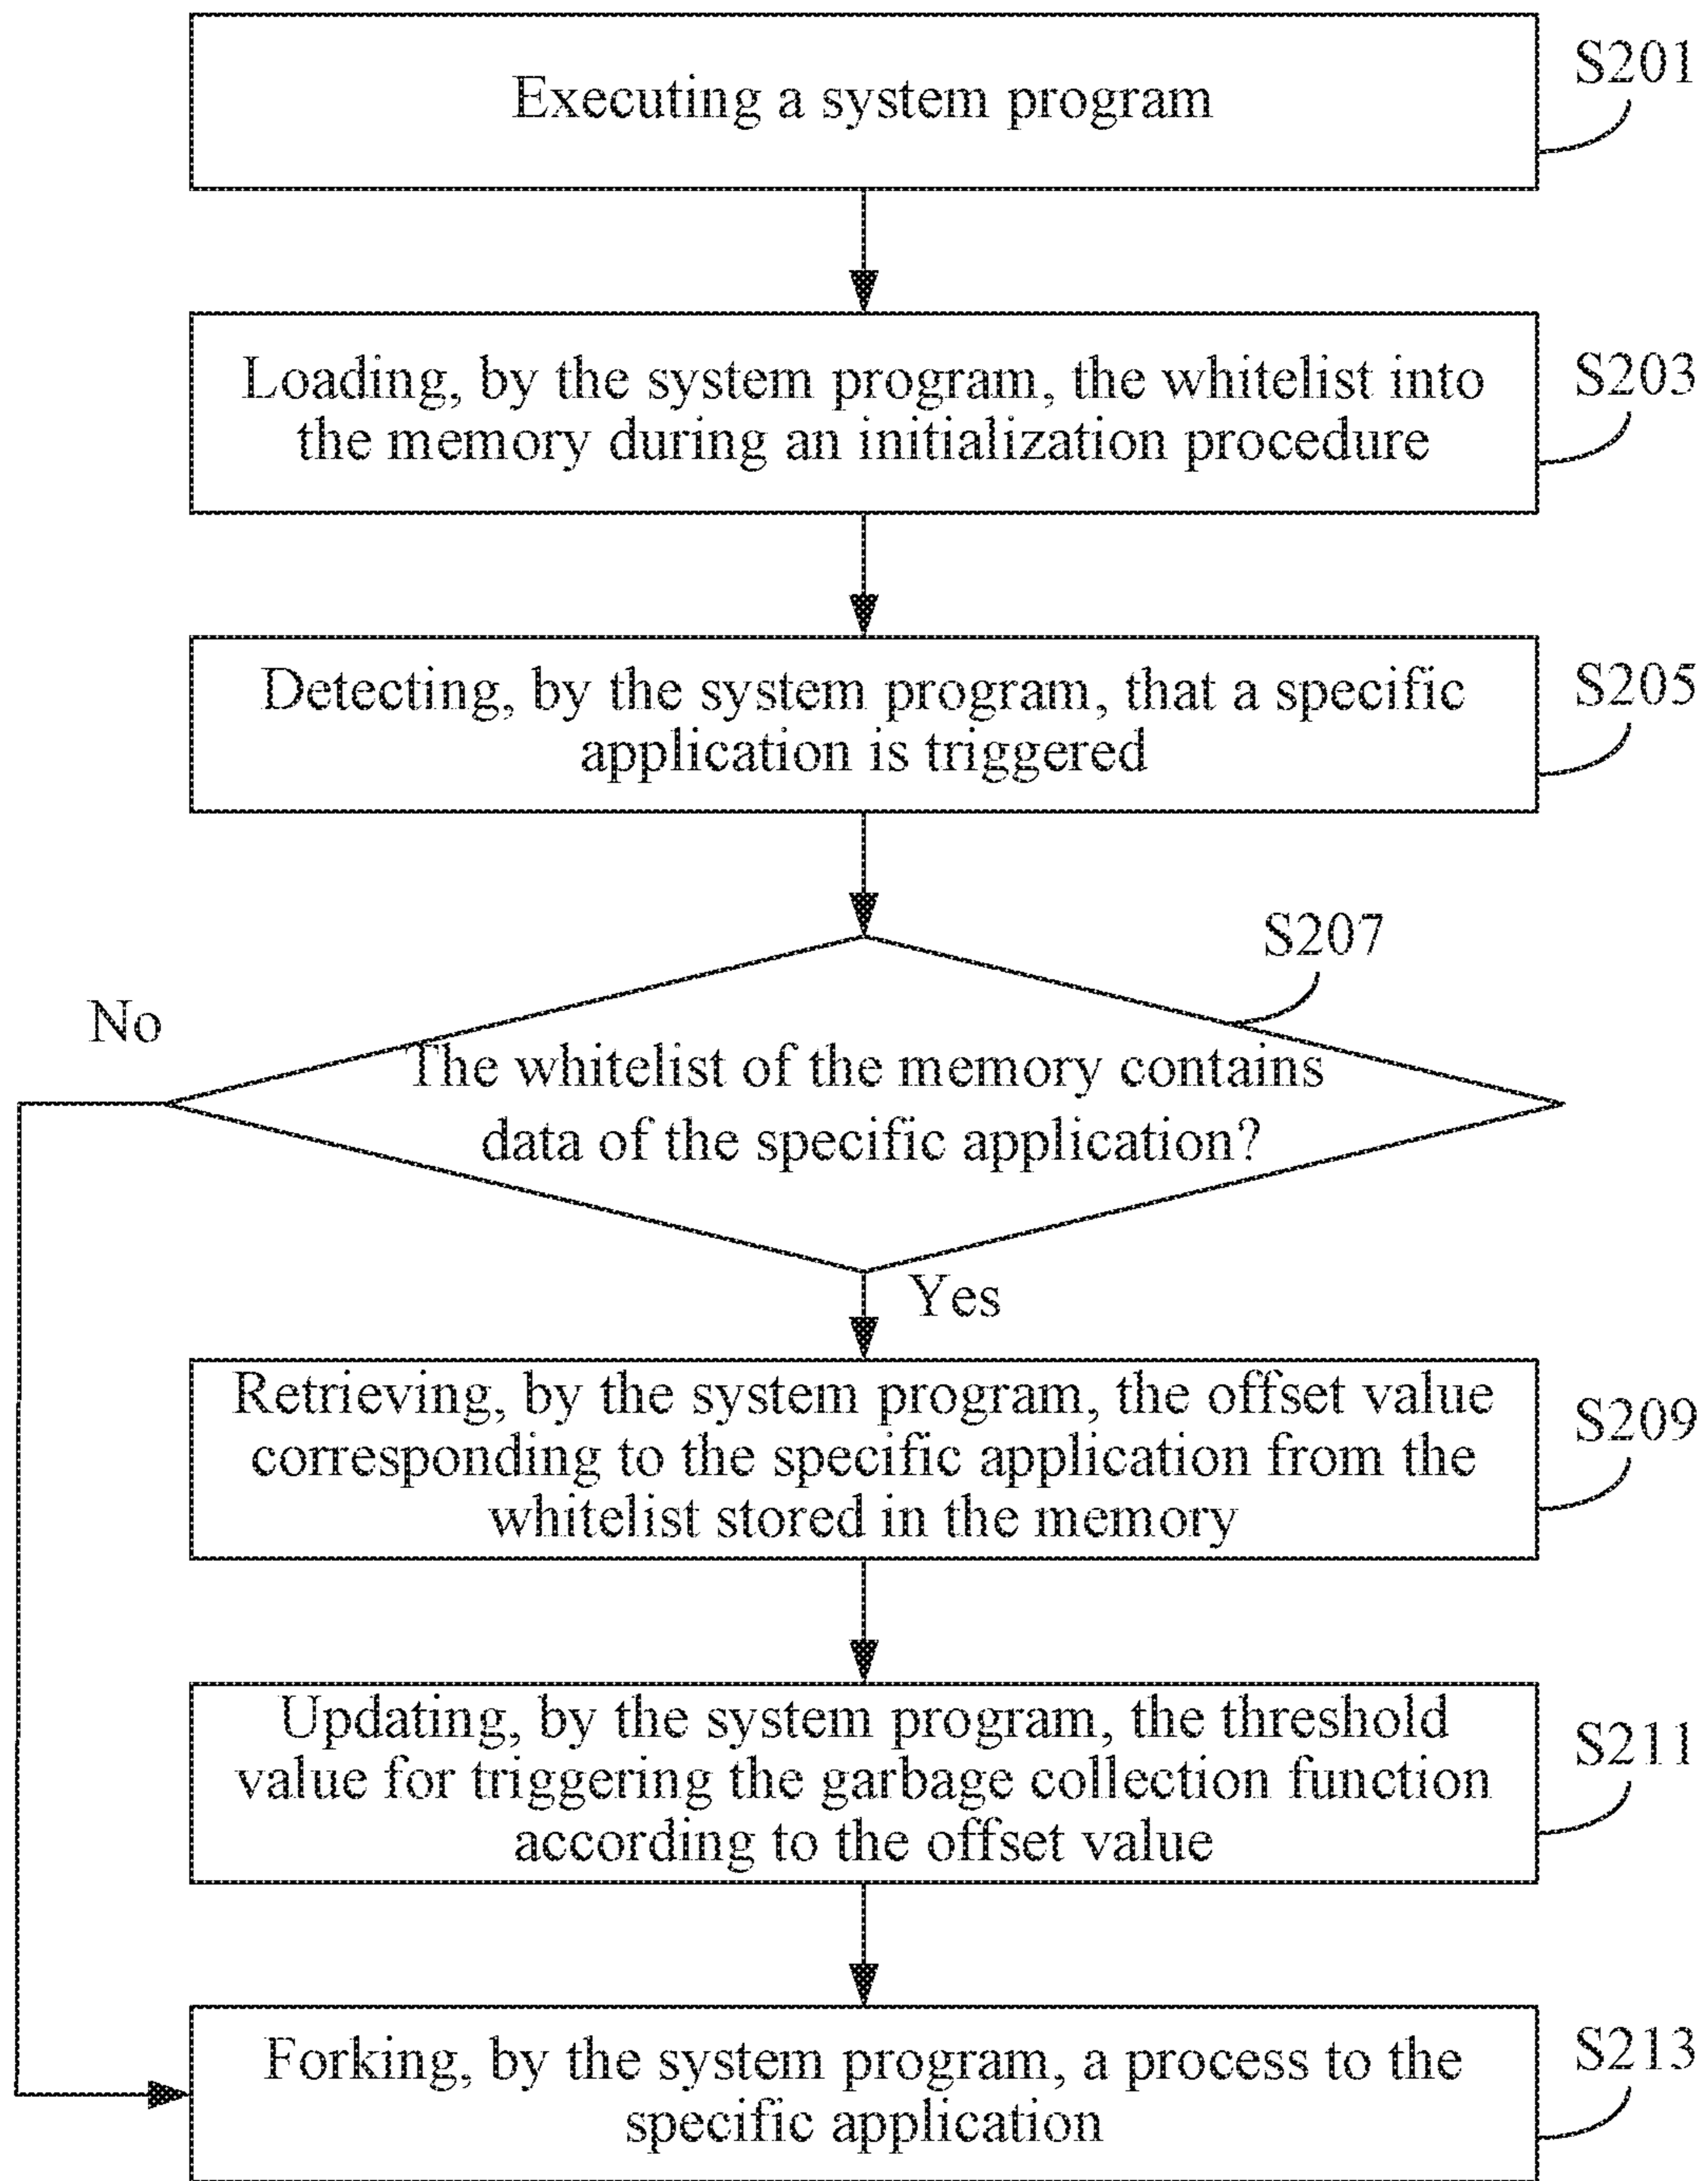 Executing a system program
S201
Loading, by the system program, the whitelist into
the memory during an initialization procedure
S203
Detecting, by the system program, that a specific
application is triggered
S205
S207
No
The whitelist of the memory contains
data of the specific application?
Yes
Retrieving, by the system program, the offset value
corresponding to the specific application from the
whitelist stored in the memory
S209
Updating, by the system program, the threshold
value for triggering the garbage collection function
according to the offset value
S211
Forking, by the system program, a process to the
specific application
S213